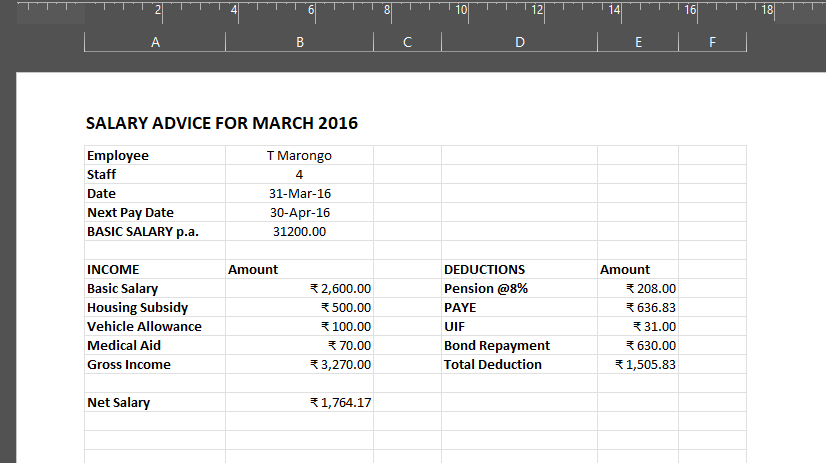 2 4 6 8 10 12 14 16 18
A B C D E F
SALARY ADVICE FOR MARCH 2016
Employee T Marongo
Staff 4
Date 31-Mar-16
Next Pay Date 30-Apr-16
BASIC SALARY p.a. 31200.00
INCOME Amount DEDUCTIONS Amount
Basic Salary ₹ 2,600.00 Pension @8% ₹ 208.00
Housing Subsidy ₹ 500.00 PAYE ₹ 636.83
Vehicle Allowance ₹ 100.00 UIF ₹ 31.00
Medical Aid ₹ 70.00 Bond Repayment ₹ 630.00
Gross Income ₹ 3,270.00 Total Deduction ₹ 1,505.83
Net Salary ₹ 1,764.17